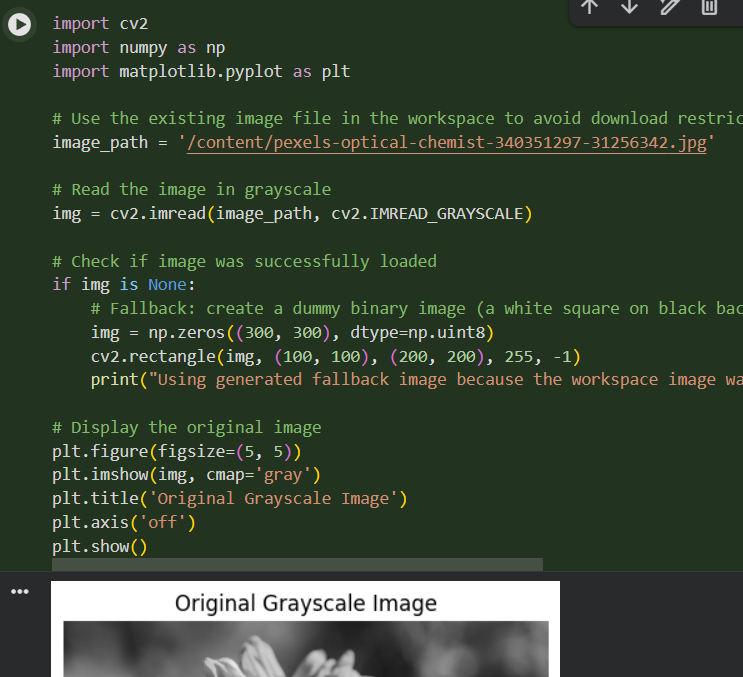 import cv2
import numpy as np
import matplotlib.pyplot as plt
# Use the existing image file in the workspace to avoid download
image_path = '/content/pexels-optical-chemist-340351297-31256342.jpg'
# Read the image in grayscale
img = cv2.imread(image_path, cv2.IMREAD_GRAYSCALE)
# Check if image was successfully loaded
if img is None:
# Fallback: create a dummy binary image (a white square on black
img = np.zeros((300, 300), dtype=np.uint8)
cv2.rectangle(img, (100, 100), (200, 200), 255, -1)
print("Using generated fallback image because the workspace image
# Display the original image
plt.figure(figsize=(5, 5))
plt.imshow(img, cmap='gray')
plt.title('Original Grayscale Image')
plt.axis('off')
plt.show()
Original Grayscale Image